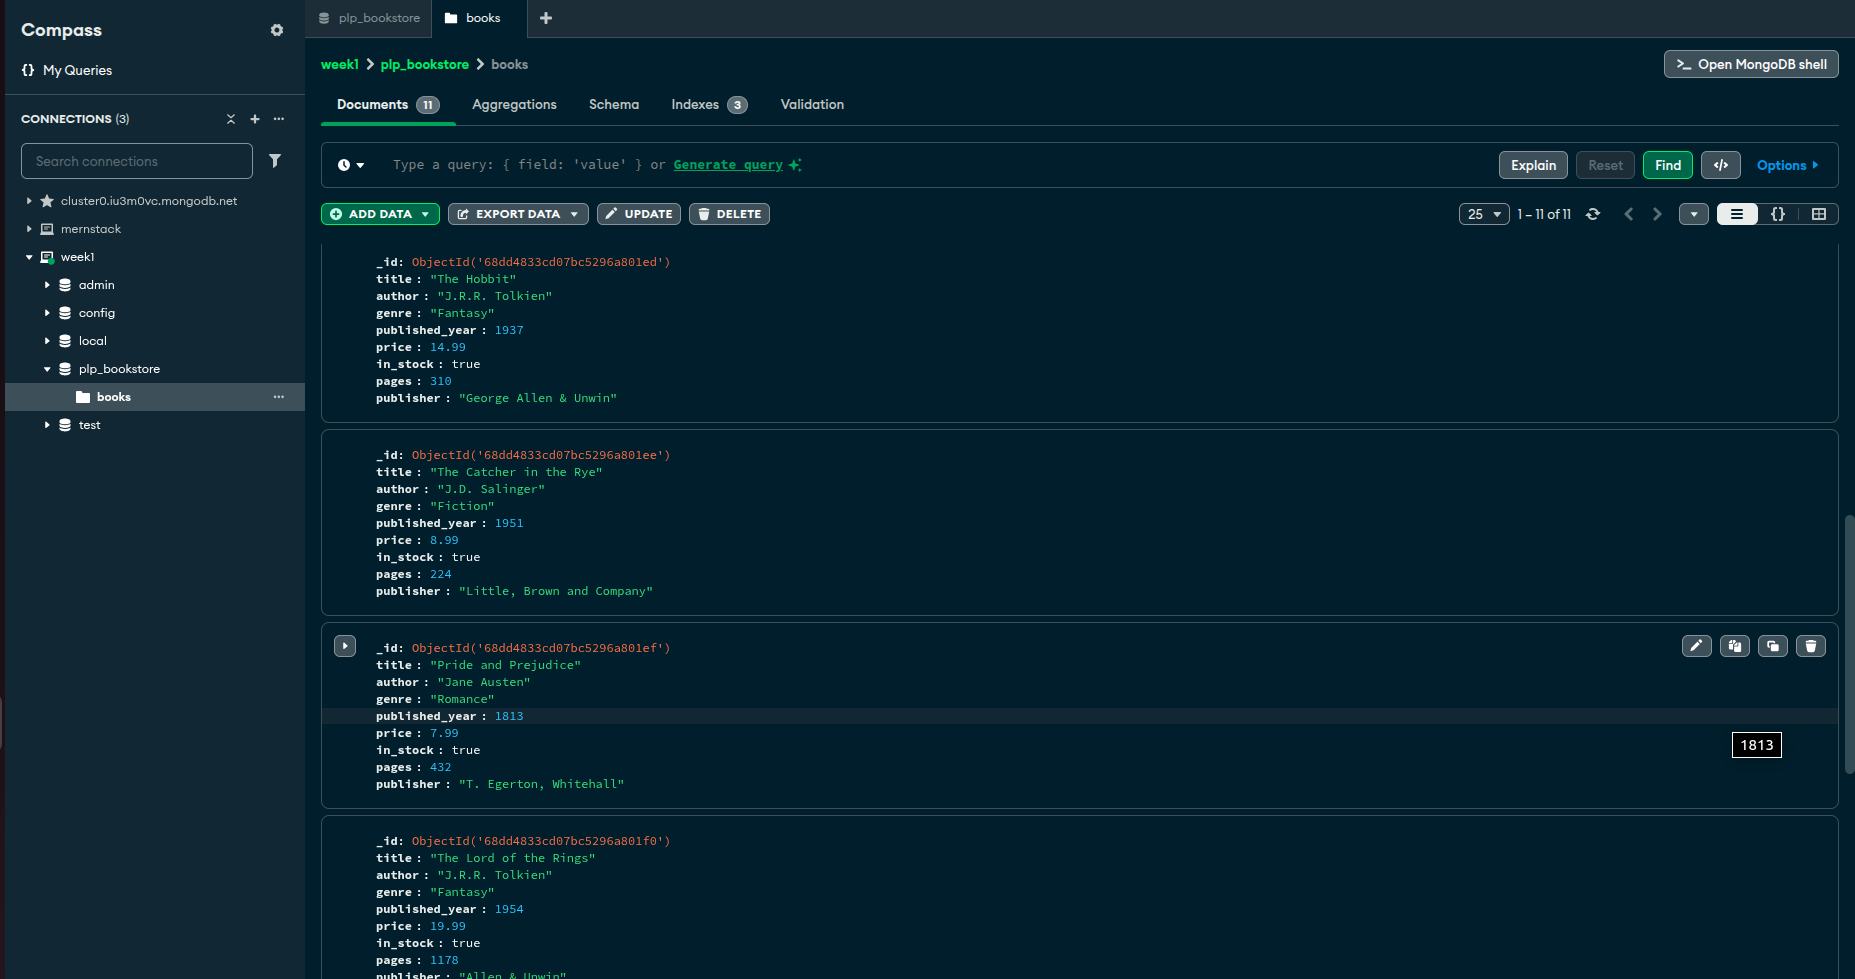 Compass
My Queries
CONNECTIONS (3)
Search connections
cluster0.iu3m0vc.mongodb.net
mernstack
week1
admin
config
local
plp_bookstore
books
test
plp_bookstore
books
week1 > plp_bookstore > books
>_ Open MongoDB shell
Documents 11
Aggregations
Schema
Indexes 3
Validation
Type a query: { field: 'value' } or Generate query
Explain
Reset
Find
</>
Options
ADD DATA
EXPORT DATA
UPDATE
DELETE
25
1 – 11 of 11
{}
_id: ObjectId('68dd4833cd07bc5296a801ed')
title : "The Hobbit"
author : "J.R.R. Tolkien"
genre : "Fantasy"
published_year : 1937
price : 14.99
in_stock : true
pages : 310
publisher : "George Allen & Unwin"
_id: ObjectId('68dd4833cd07bc5296a801ee')
title : "The Catcher in the Rye"
author : "J.D. Salinger"
genre : "Fiction"
published_year : 1951
price : 8.99
in_stock : true
pages : 224
publisher : "Little, Brown and Company"
_id: ObjectId('68dd4833cd07bc5296a801ef')
title : "Pride and Prejudice"
author : "Jane Austen"
genre : "Romance"
published_year : 1813
price : 7.99
1813
in_stock : true
pages : 432
publisher : "T. Egerton, Whitehall"
_id: ObjectId('68dd4833cd07bc5296a801f0')
title : "The Lord of the Rings"
author : "J.R.R. Tolkien"
genre : "Fantasy"
published_year : 1954
price : 19.99
in_stock : true
pages : 1178
publisher : "Allen & Unwin"